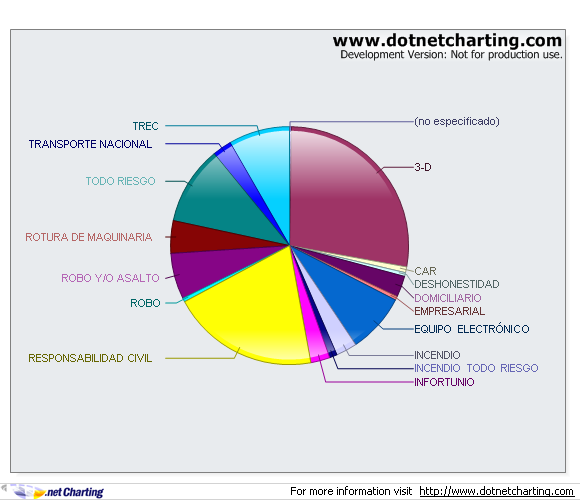 www.dotnetcharting.com
Development Version: Not for production use.
(no especificado)
TREC
TRANSPORTE NACIONAL
3-D
TODO RIESGO
ROTURA DE MAQUINARIA
CAR
ROBO Y/O ASALTO
DESHONESTIDAD
DOMICILIARIO
ROBO
EMPRESARIAL
EQUIPO ELECTRÓNICO
RESPONSABILIDAD CIVIL
INCENDIO
INCENDIO TODO RIESGO
INFORTUNIO
.net Charting
For more information visit http://www.dotnetcharting.com